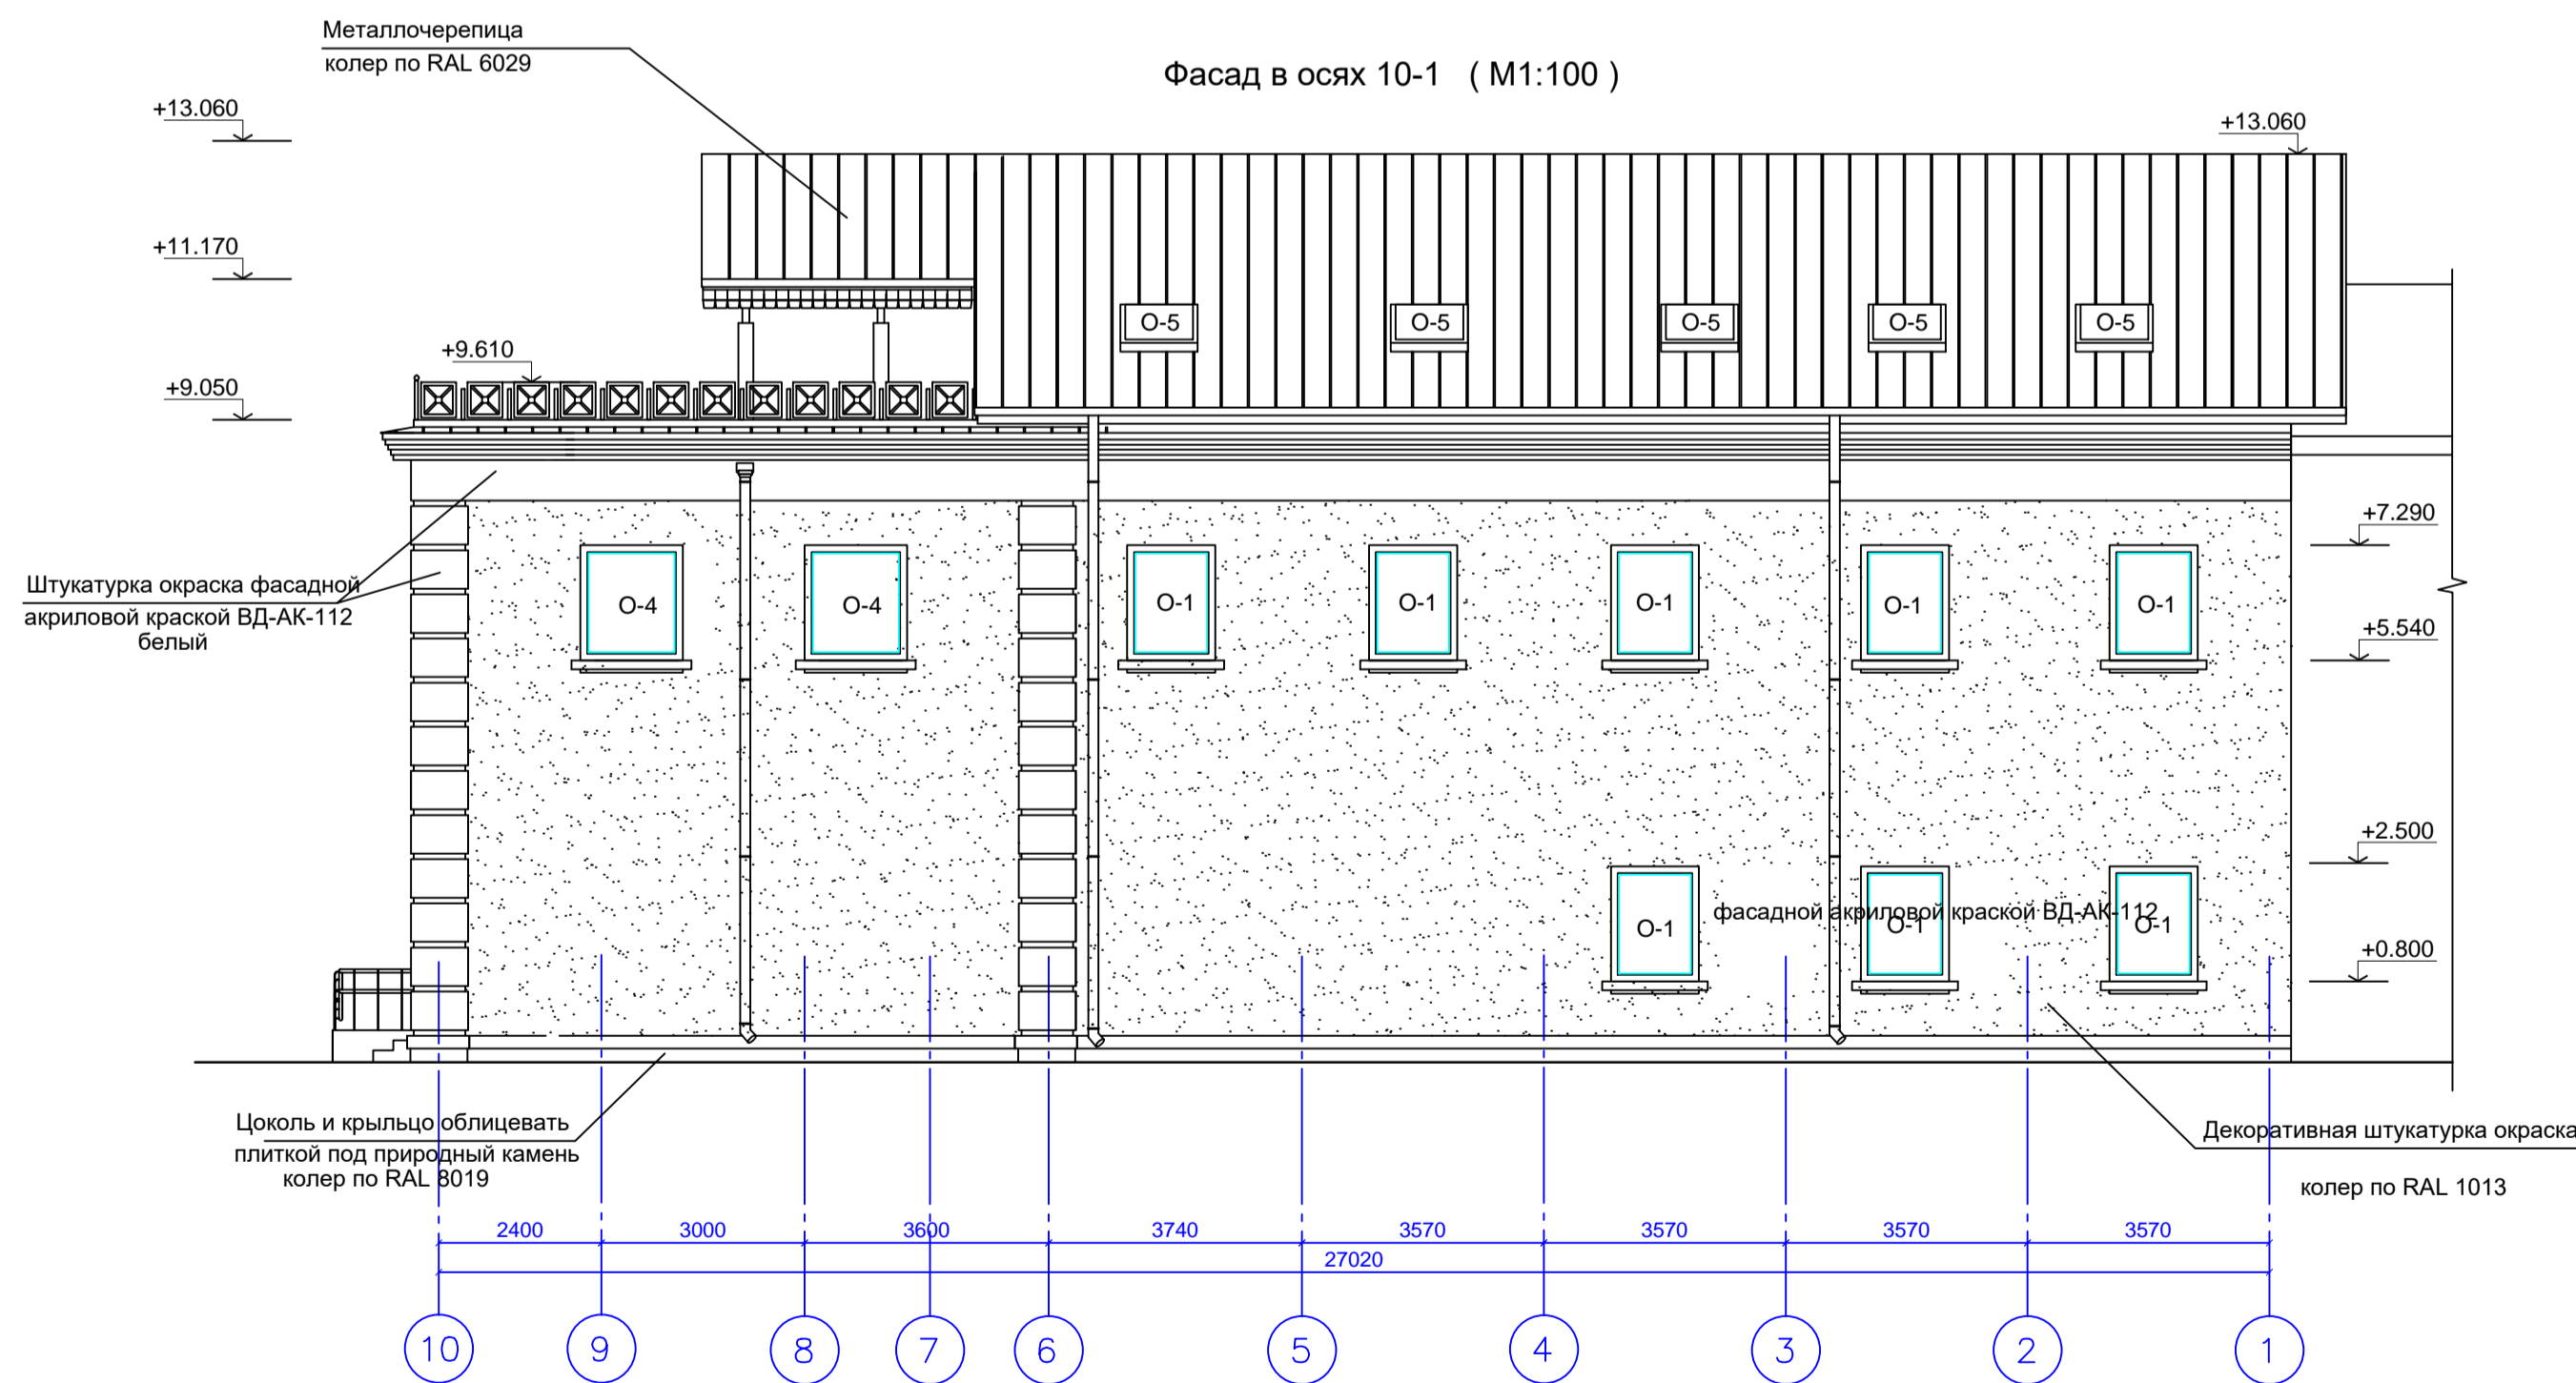 Металлочерепица
колер по RAL 6029
Фасад в осях 10-1 ( М1:100 )
+13.060
+13.060
+11.170
+9.610
+9.050
О-5 О-5 О-5 О-5 О-5
+7.290
Штукатурка окраска фасадной
акриловой краской ВД-АК-112
белый
О-4 О-4 О-1 О-1 О-1 О-1 О-1
+5.540
+2.500
фасадной акриловой краской ВД-АК-112
О-1 О-1 О-1
+0.800
Цоколь и крыльцо облицевать
плиткой под природный камень
колер по RAL 8019
Декоративная штукатурка окраска
колер по RAL 1013
2400 3000 3600 3740 3570 3570 3570 3570
27020
10 9 8 7 6 5 4 3 2 1